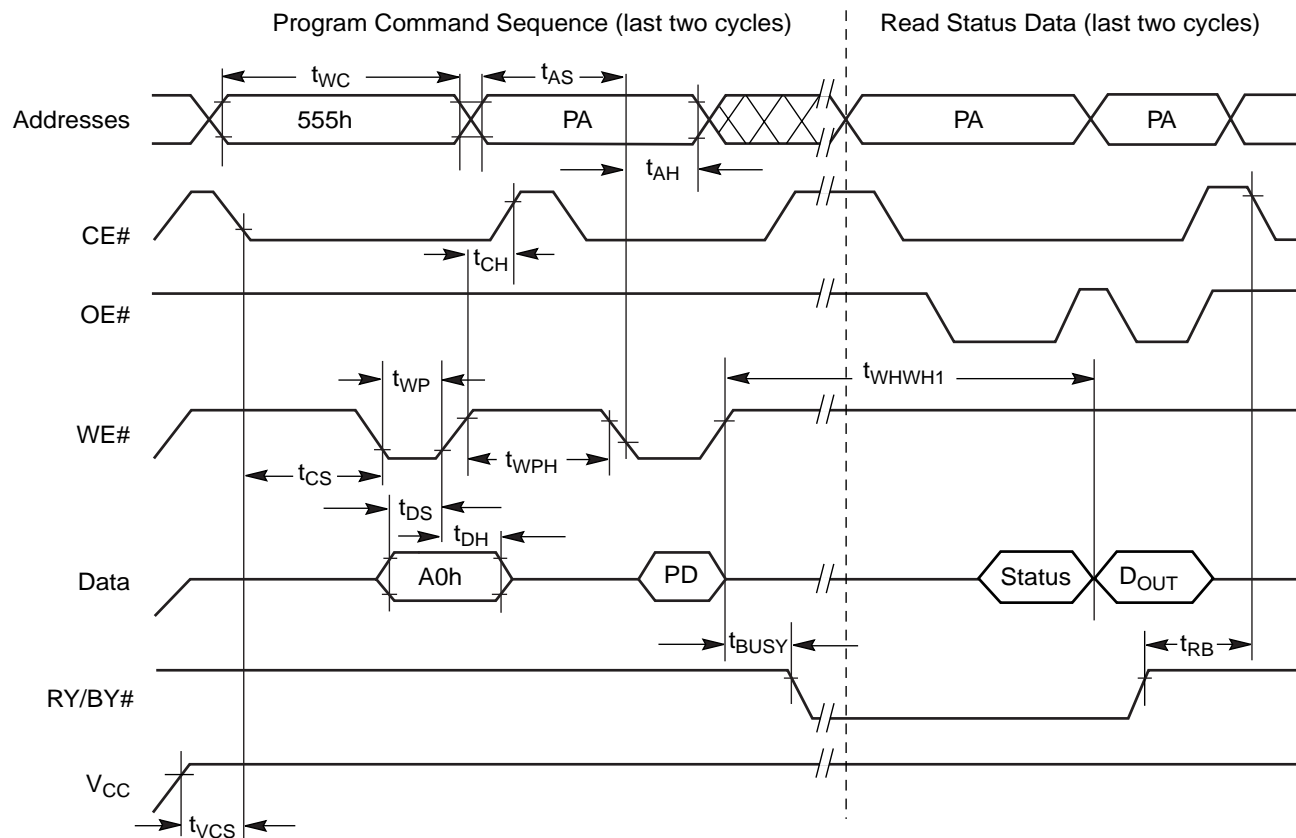 Program Command Sequence (last two cycles)
Read Status Data (last two cycles)
tWC
tAS
Addresses
555h
PA
PA
PA
tAH
CE#
tCH
OE#
tWP
tWHWH1
WE#
tCS
tWPH
tDS
tDH
Data
A0h
PD
Status
DOUT
tBUSY
tRB
RY/BY#
VCC
tVCS